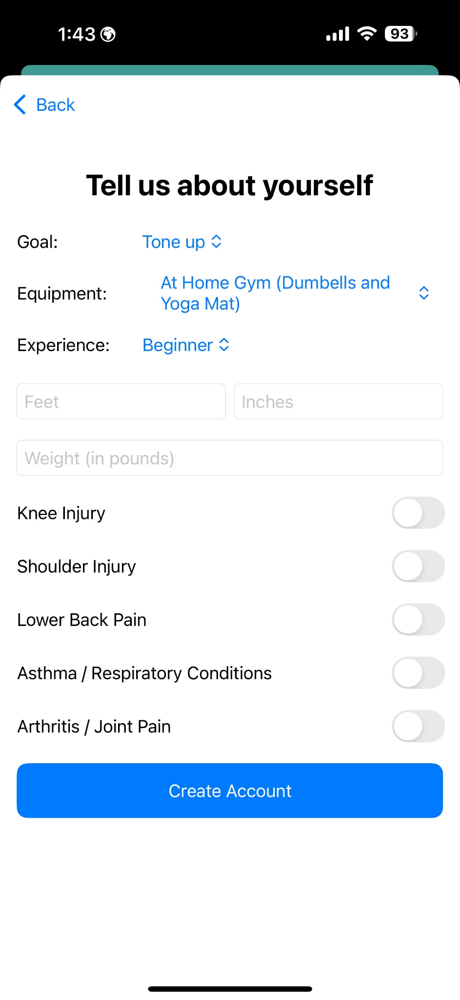 1:43
93
Back
Tell us about yourself
Goal:
Tone up
Equipment:
At Home Gym (Dumbells and
Yoga Mat)
Experience:
Beginner
Feet
Inches
Weight (in pounds)
Knee Injury
Shoulder Injury
Lower Back Pain
Asthma / Respiratory Conditions
Arthritis / Joint Pain
Create Account